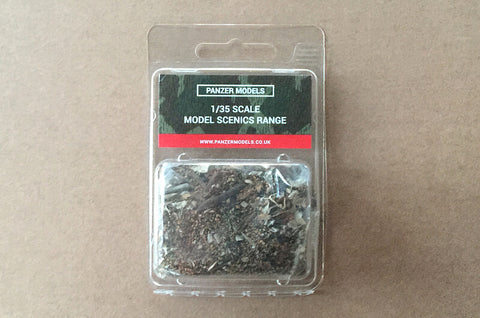 PANZER MODELS
1/35 SCALE
MODEL SCENICS RANGE
WWW.PANZERMODELS.CO.UK